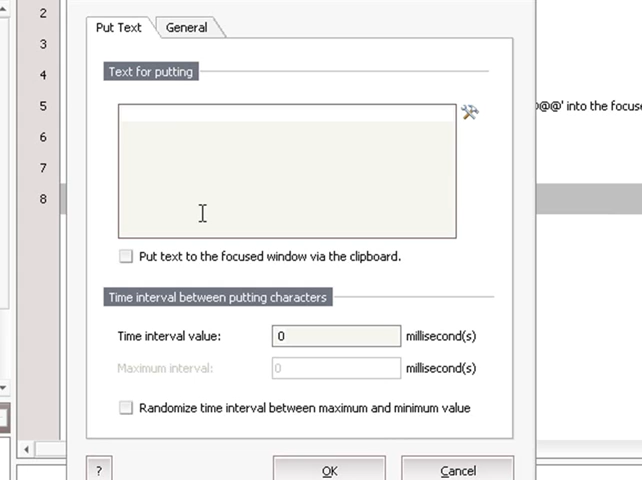 2
Put Text
General
3
Text for putting
4
5
@@' into the focuse
6
7
8
Put text to the focused window via the clipboard.
Time interval between putting characters
Time interval value:
0
millisecond(s)
Maximum interval:
0
millisecond(s)
Randomize time interval between maximum and minimum value
?
OK
Cancel